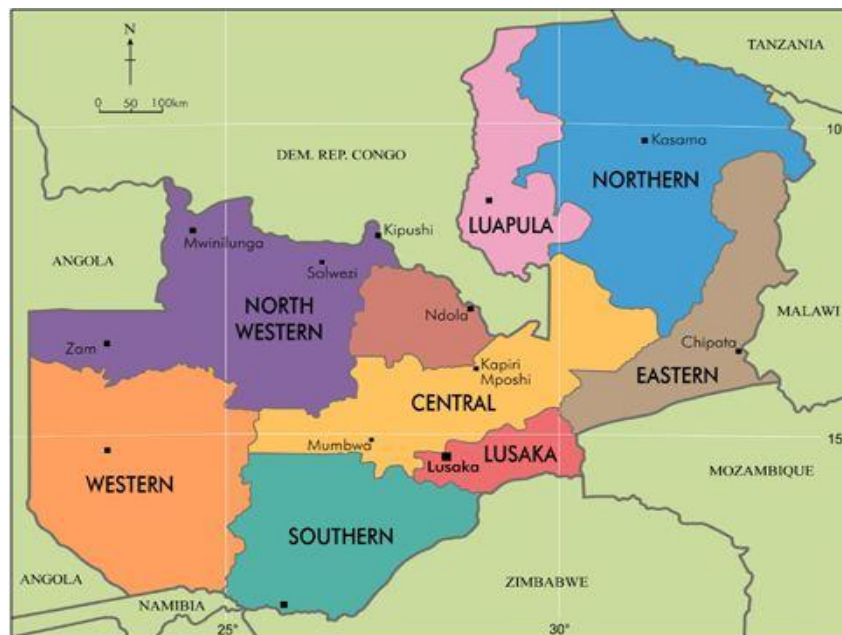 N
0 50 100km
TANZANIA
10
Kasama
DEM. REP. CONGO
NORTHERN
LUAPULA
Kipushi
Mwinilunga
ANGOLA
Solwezi
NORTH
WESTERN
Ndola
MALAWI
Zam
Chipata
Kapiri
Mposhi
EASTERN
CENTRAL
15
Mumbwa
LUSAKA
Lusaka
MOZAMBIQUE
WESTERN
SOUTHERN
ANGOLA
ZIMBABWE
NAMIBIA
25°
30°